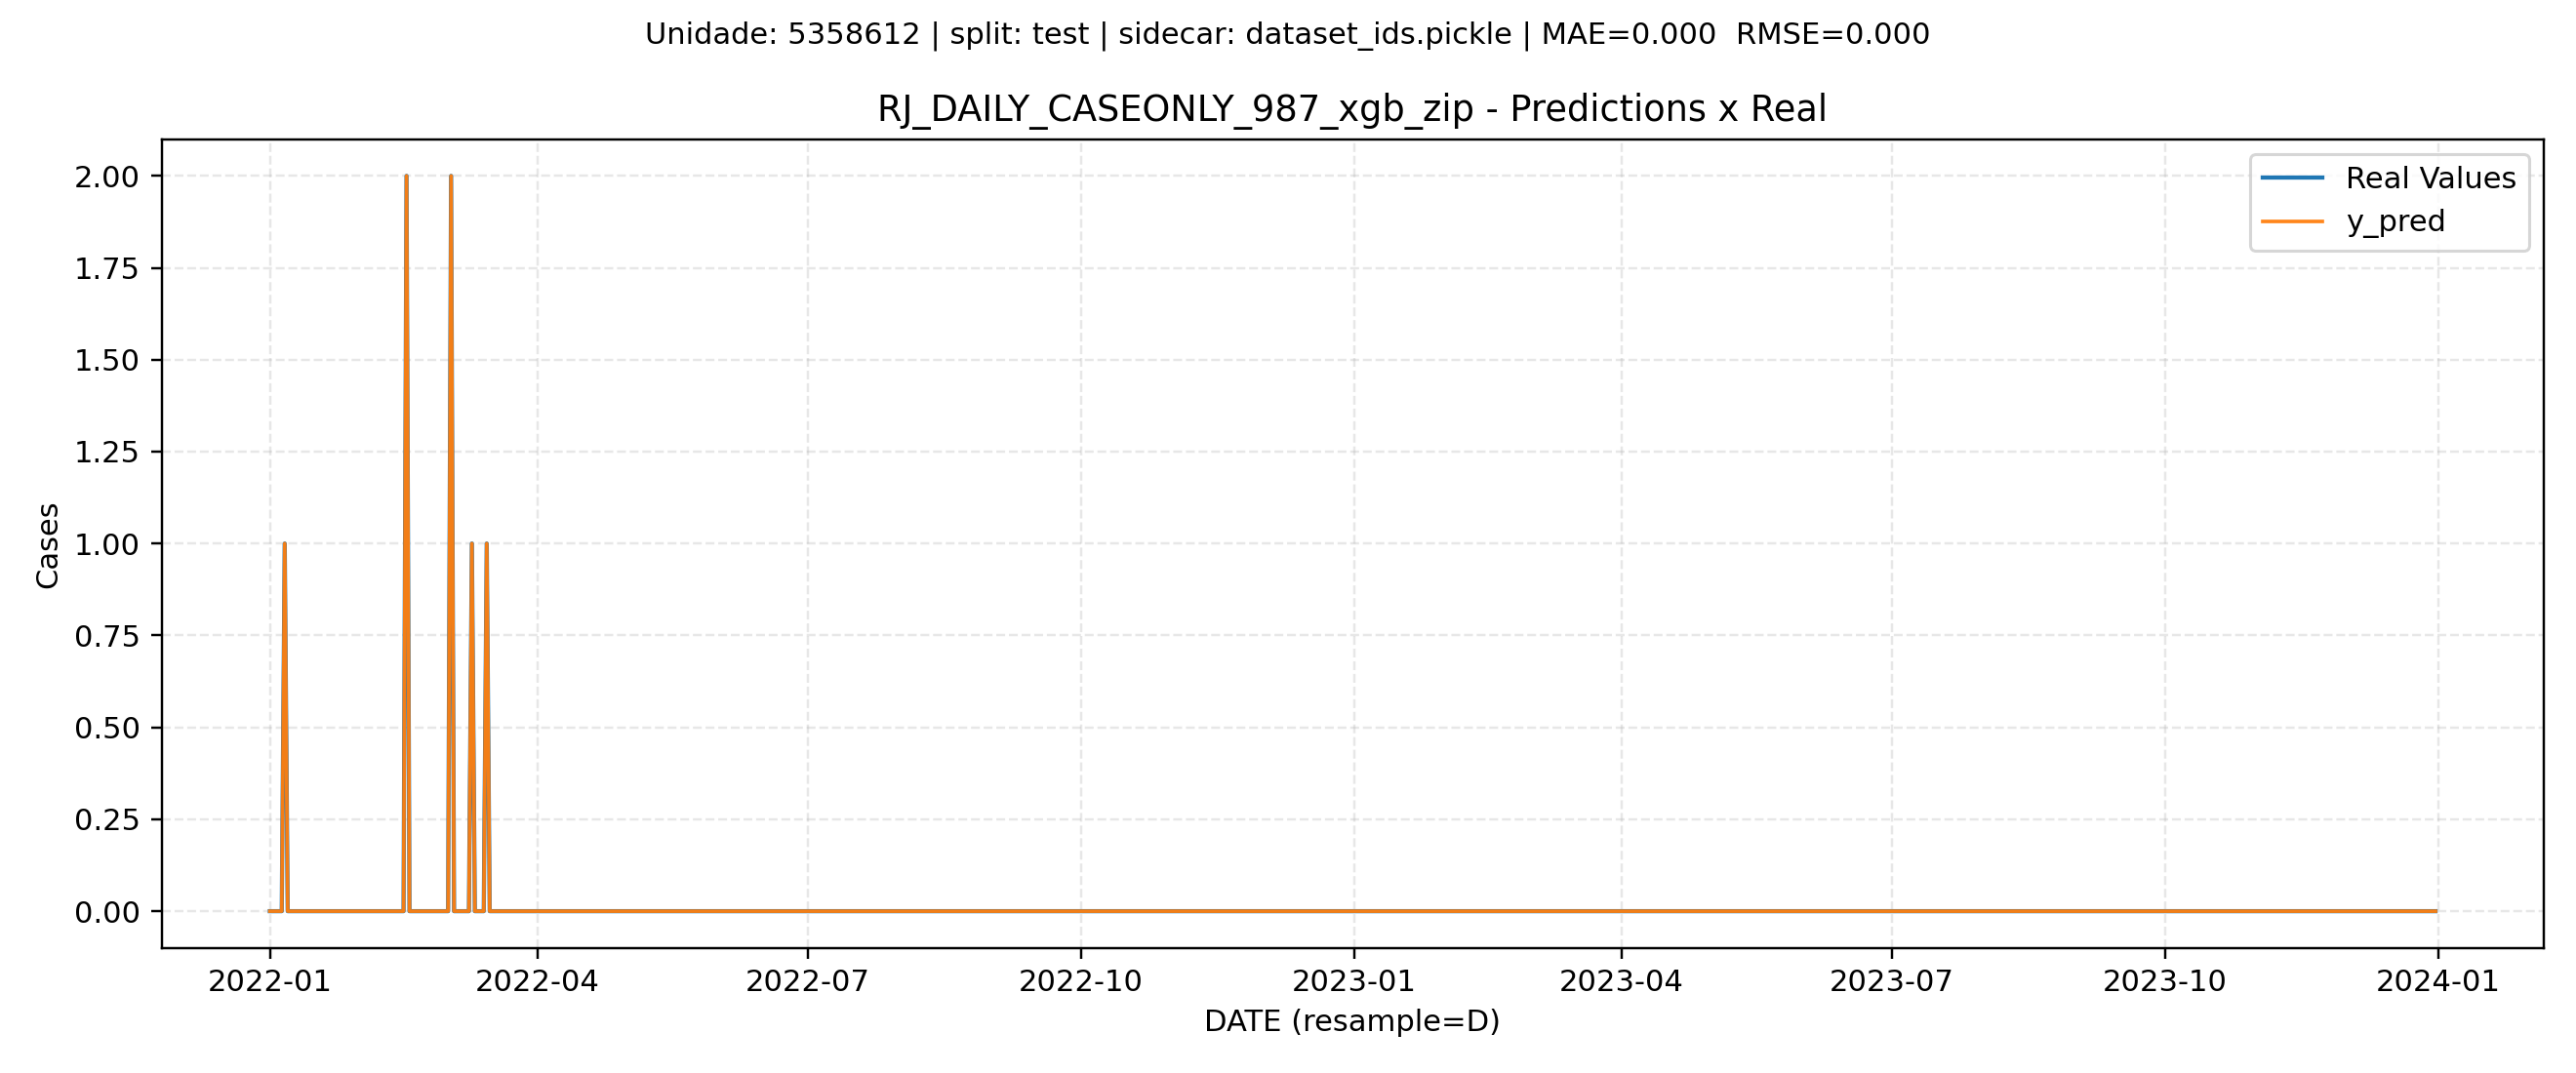 Unidade: 5358612 | split: test | sidecar: dataset_ids.pickle | MAE=0.000  RMSE=0.000
RJ_DAILY_CASEONLY_987_xgb_zip - Predictions x Real
Real Values
y_pred
Cases
2.00
1.75
1.50
1.25
1.00
0.75
0.50
0.25
0.00
2022-01 2022-04 2022-07 2022-10 2023-01 2023-04 2023-07 2023-10 2024-01
DATE (resample=D)